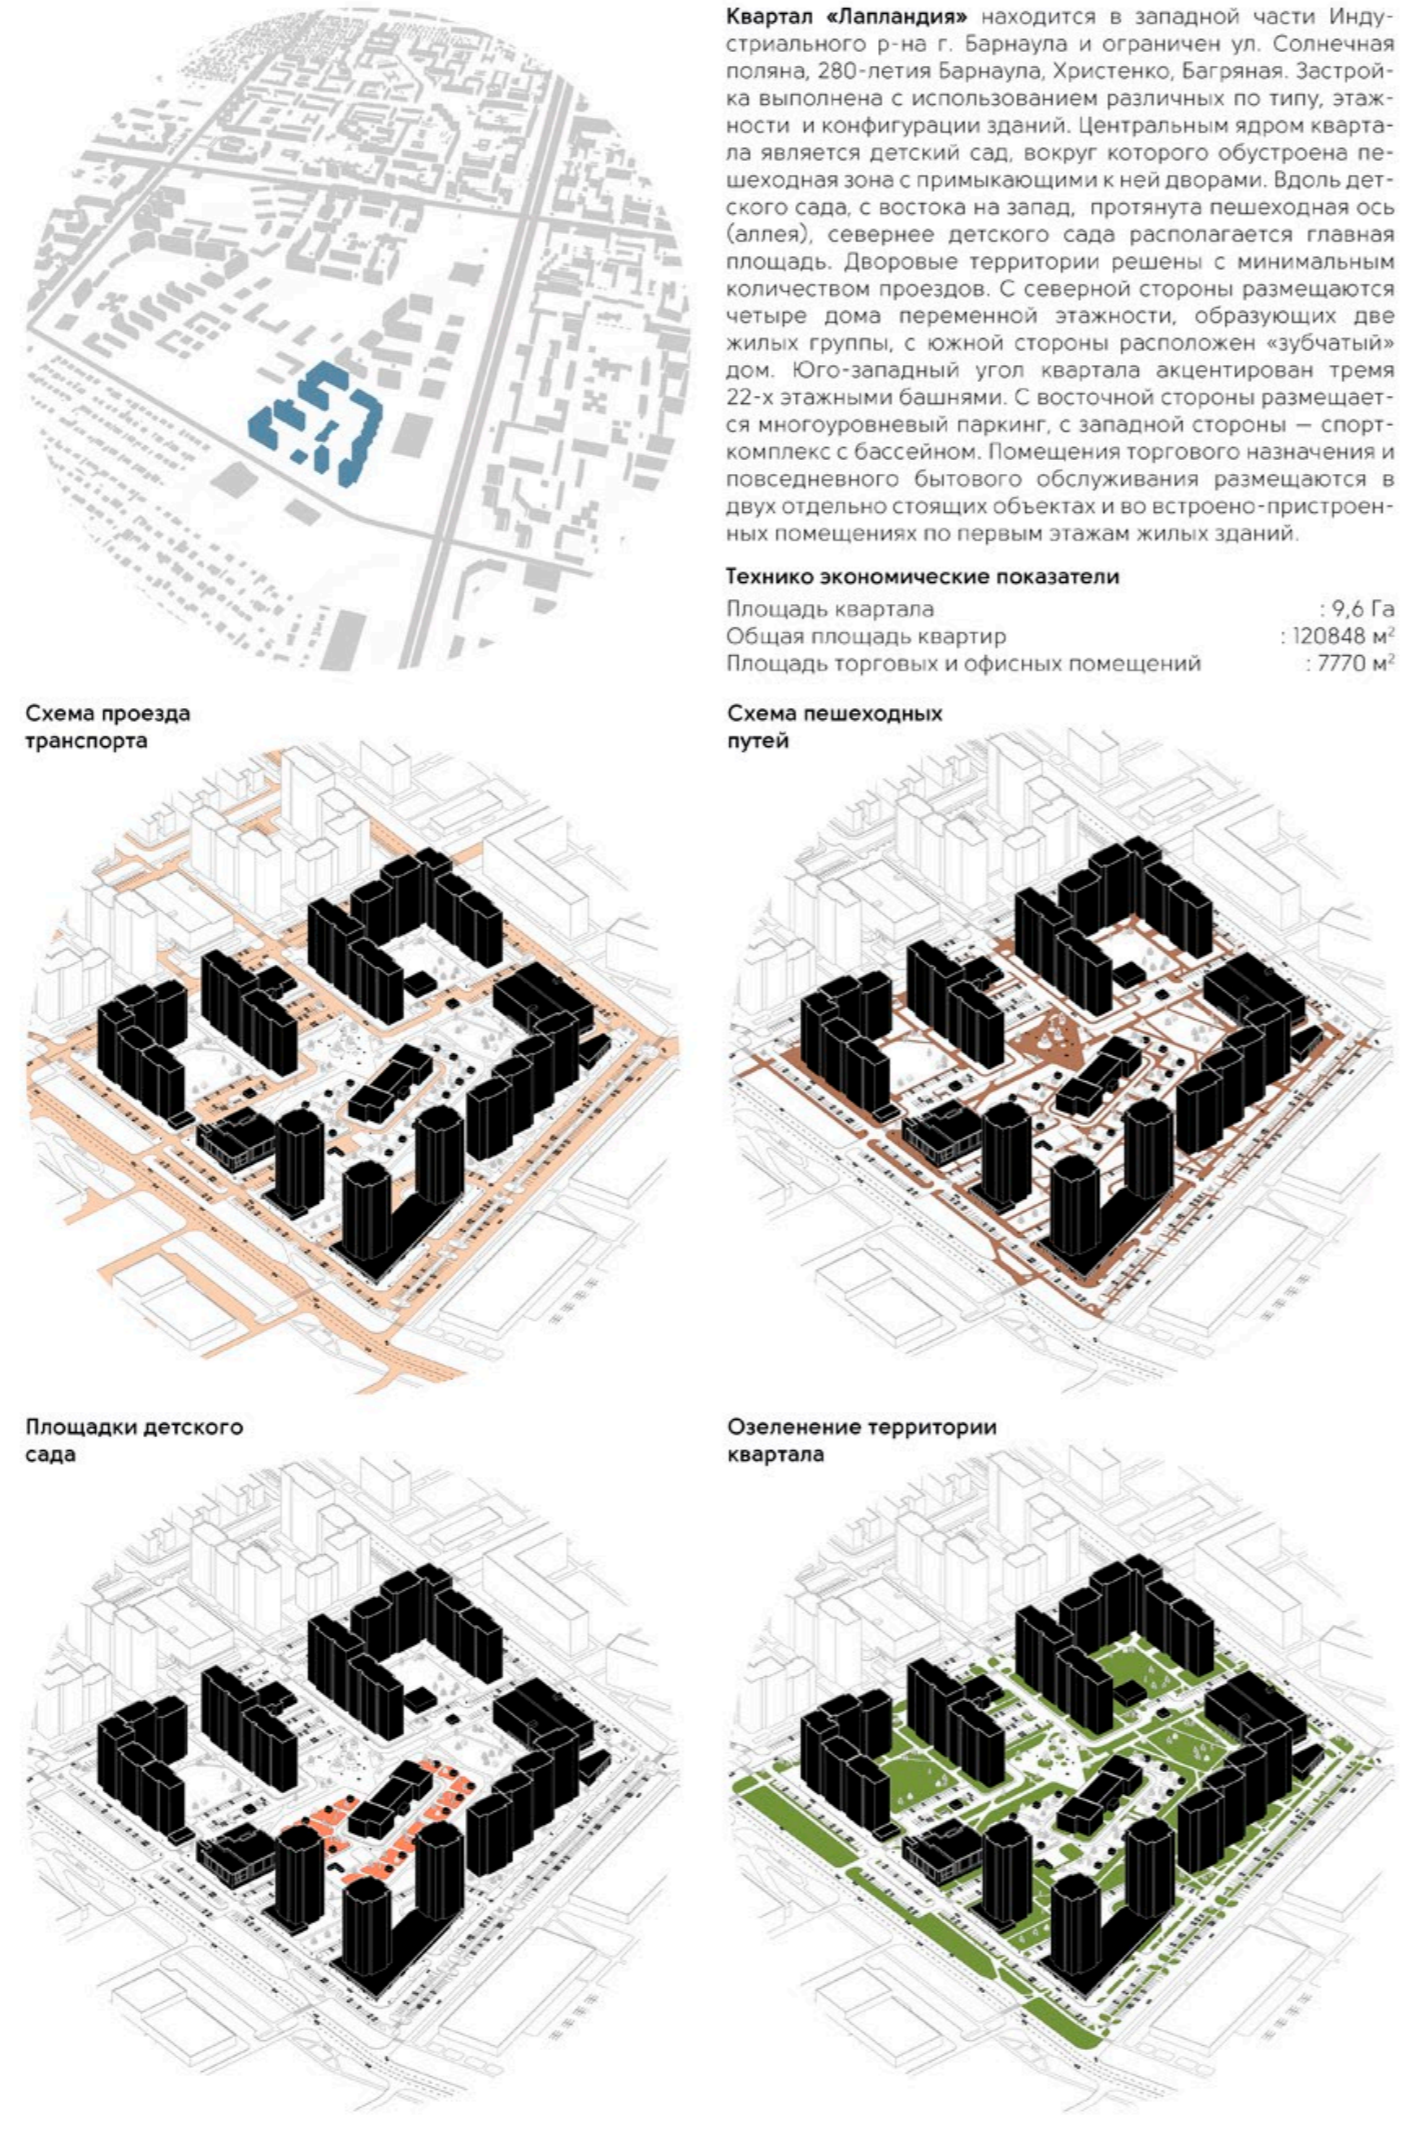 Квартал «Лапландия» находится в западной части Инду-
стриального р-на г. Барнаула и ограничен ул. Солнечная
поляна, 280-летия Барнаула, Христенко, Багряная. Застрой-
ка выполнена с использованием различных по типу, этаж-
ности и конфигурации зданий. Центральным ядром кварта-
ла является детский сад, вокруг которого обустроена пе-
шеходная зона с примыкающими к ней дворами. Вдоль дет-
ского сада, с востока на запад, протянута пешеходная ось
(аллея), севернее детского сада располагается главная
площадь. Дворовые территории решены с минимальным
количеством проездов. С северной стороны размещаются
четыре дома переменной этажности, образующих две
жилых группы, с южной стороны расположен «зубчатый»
дом. Юго-западный угол квартала акцентирован тремя
22-х этажными башнями. С восточной стороны размещает-
ся многоуровневый паркинг, с западной стороны — спорт-
комплекс с бассейном. Помещения торгового назначения и
повседневного бытового обслуживания размещаются в
двух отдельно стоящих объектах и во встроено-пристроен-
ных помещениях по первым этажам жилых зданий.
Технико экономические показатели
Площадь квартала : 9,6 Га
Общая площадь квартир : 120848 м²
Площадь торговых и офисных помещений : 7770 м²
Схема проезда
транспорта
Схема пешеходных
путей
Площадки детского
сада
Озеленение территории
квартала